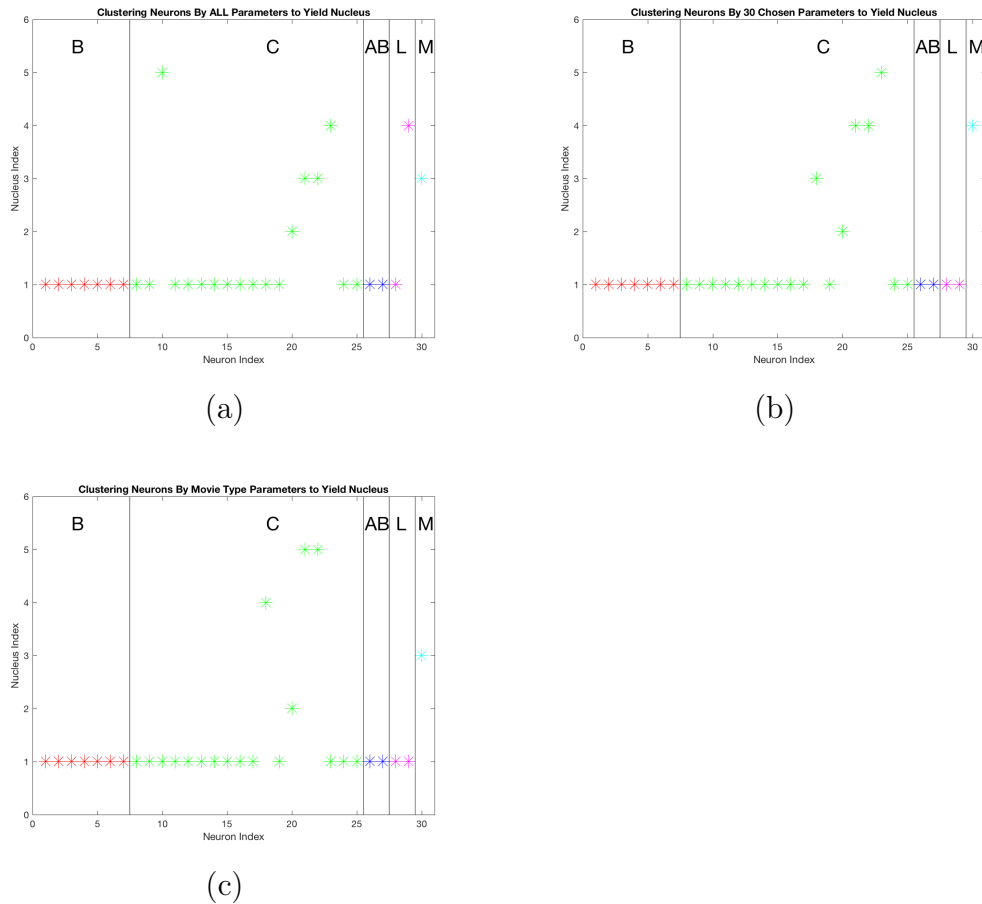 Clustering Neurons By ALL Parameters to Yield Nucleus
B C AB L M
6
5
4
3
2
1
0
Nucleus Index
0 5 10 15 20 25 30
Neuron Index
(a)
Clustering Neurons By 30 Chosen Parameters to Yield Nucleus
B C AB L M
6
5
4
3
2
1
0
Nucleus Index
0 5 10 15 20 25 30
Neuron Index
(b)
Clustering Neurons By Movie Type Parameters to Yield Nucleus
B C AB L M
6
5
4
3
2
1
0
Nucleus Index
0 5 10 15 20 25 30
Neuron Index
(c)